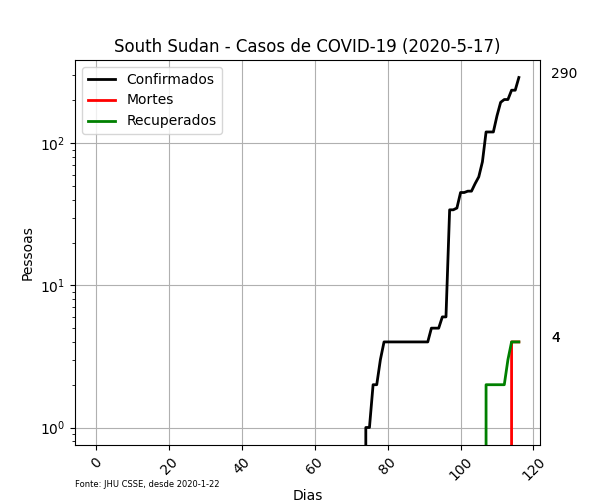 South Sudan - Casos de COVID-19 (2020-5-17)
Confirmados
Mortes
Recuperados
290
4
10²
10¹
10⁰
Pessoas
0 20 40 60 80 100 120
Fonte: JHU CSSE, desde 2020-1-22
Dias